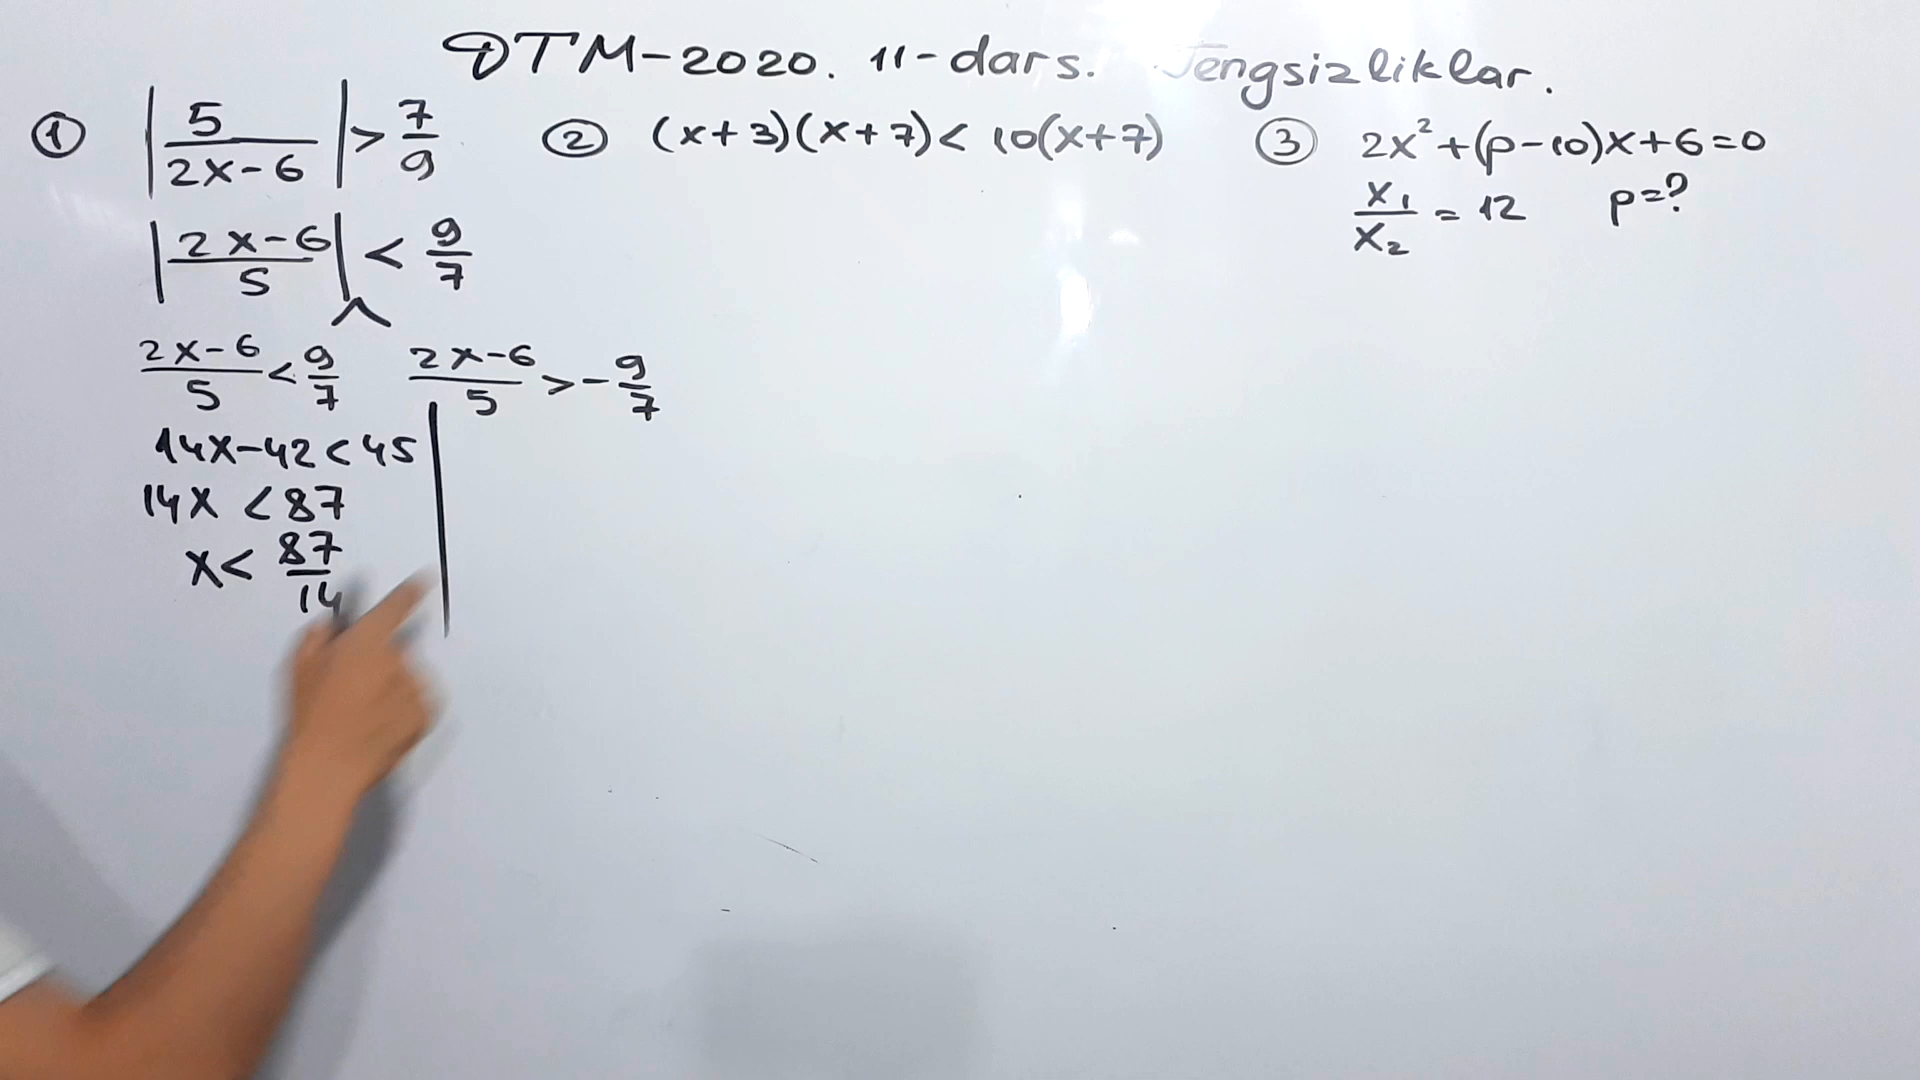 DTM-2020. 11-dars. Tengsizliklar.
① |5/(2x-6)| > 7/9
|(2x-6)/5| < 9/7
(2x-6)/5 < 9/7 (2x-6)/5 > -9/7
14x-42<45
14x <87
x< 87/14
② (x+3)(x+7)< 10(x+7)
③ 2x²+(p-10)x+6=0
x₁/x₂ = 12 p=?